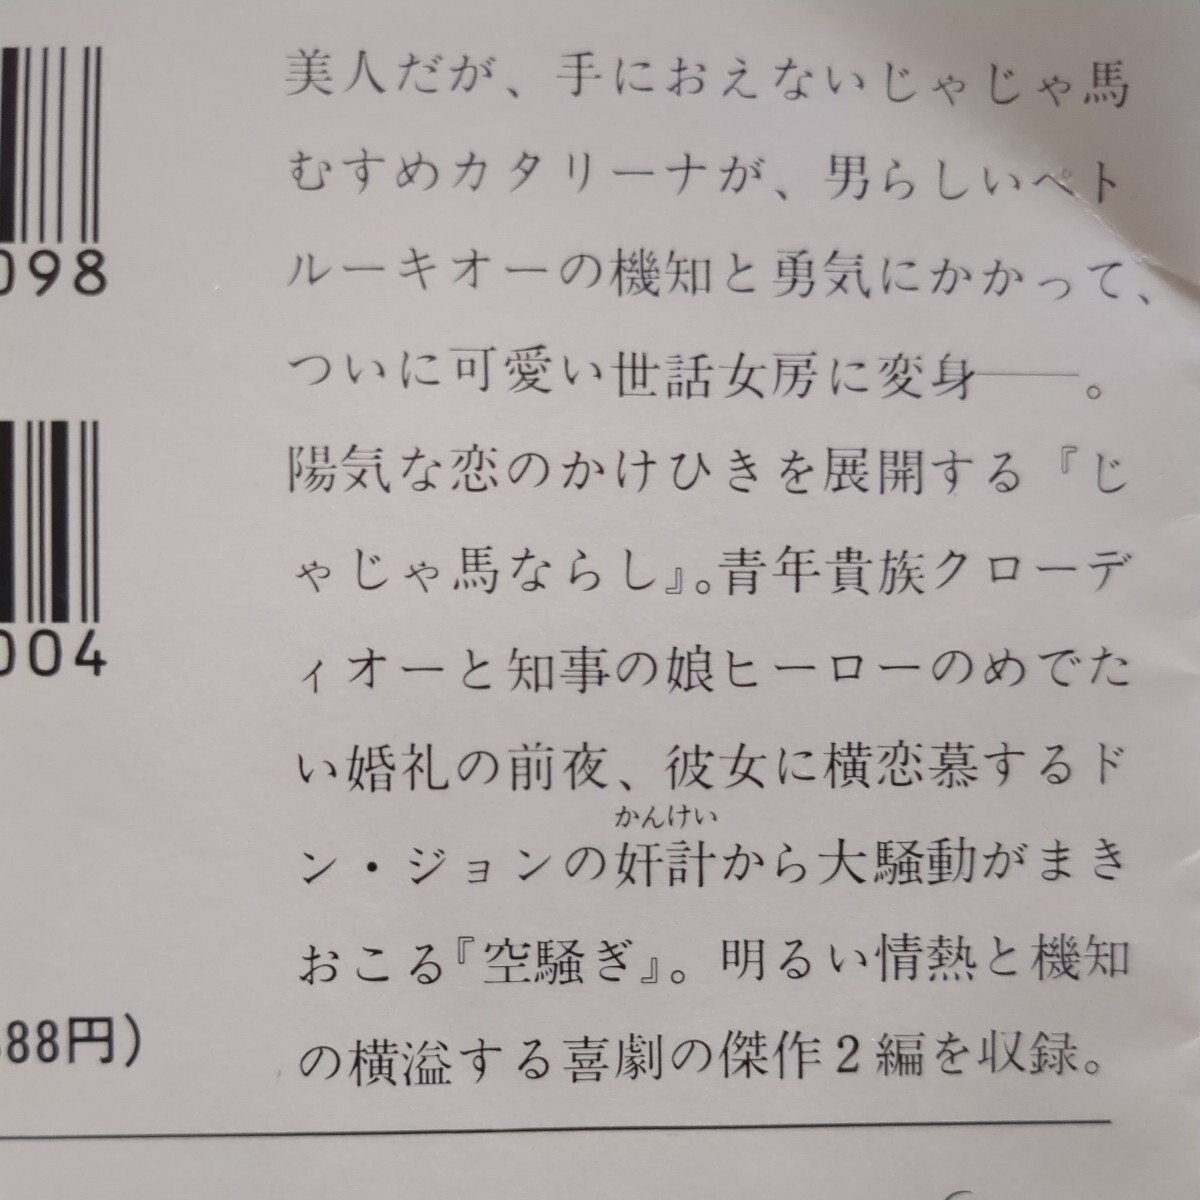 美人だが、手におえないじゃじゃ馬
むすめカタリーナが、男らしいペト
ルーキオーの機知と勇気にかかって、
ついに可愛い世話女房に変身――。
陽気な恋のかけひきを展開する『じ
ゃじゃ馬ならし』。青年貴族クローデ
ィオーと知事の娘ヒーローのめでた
い婚礼の前夜、彼女に横恋慕するド
かんけい
ン・ジョンの奸計から大騒動がまき
おこる『空騒ぎ』。明るい情熱と機知
の横溢する喜劇の傑作2編を収録。
098
004
88円)